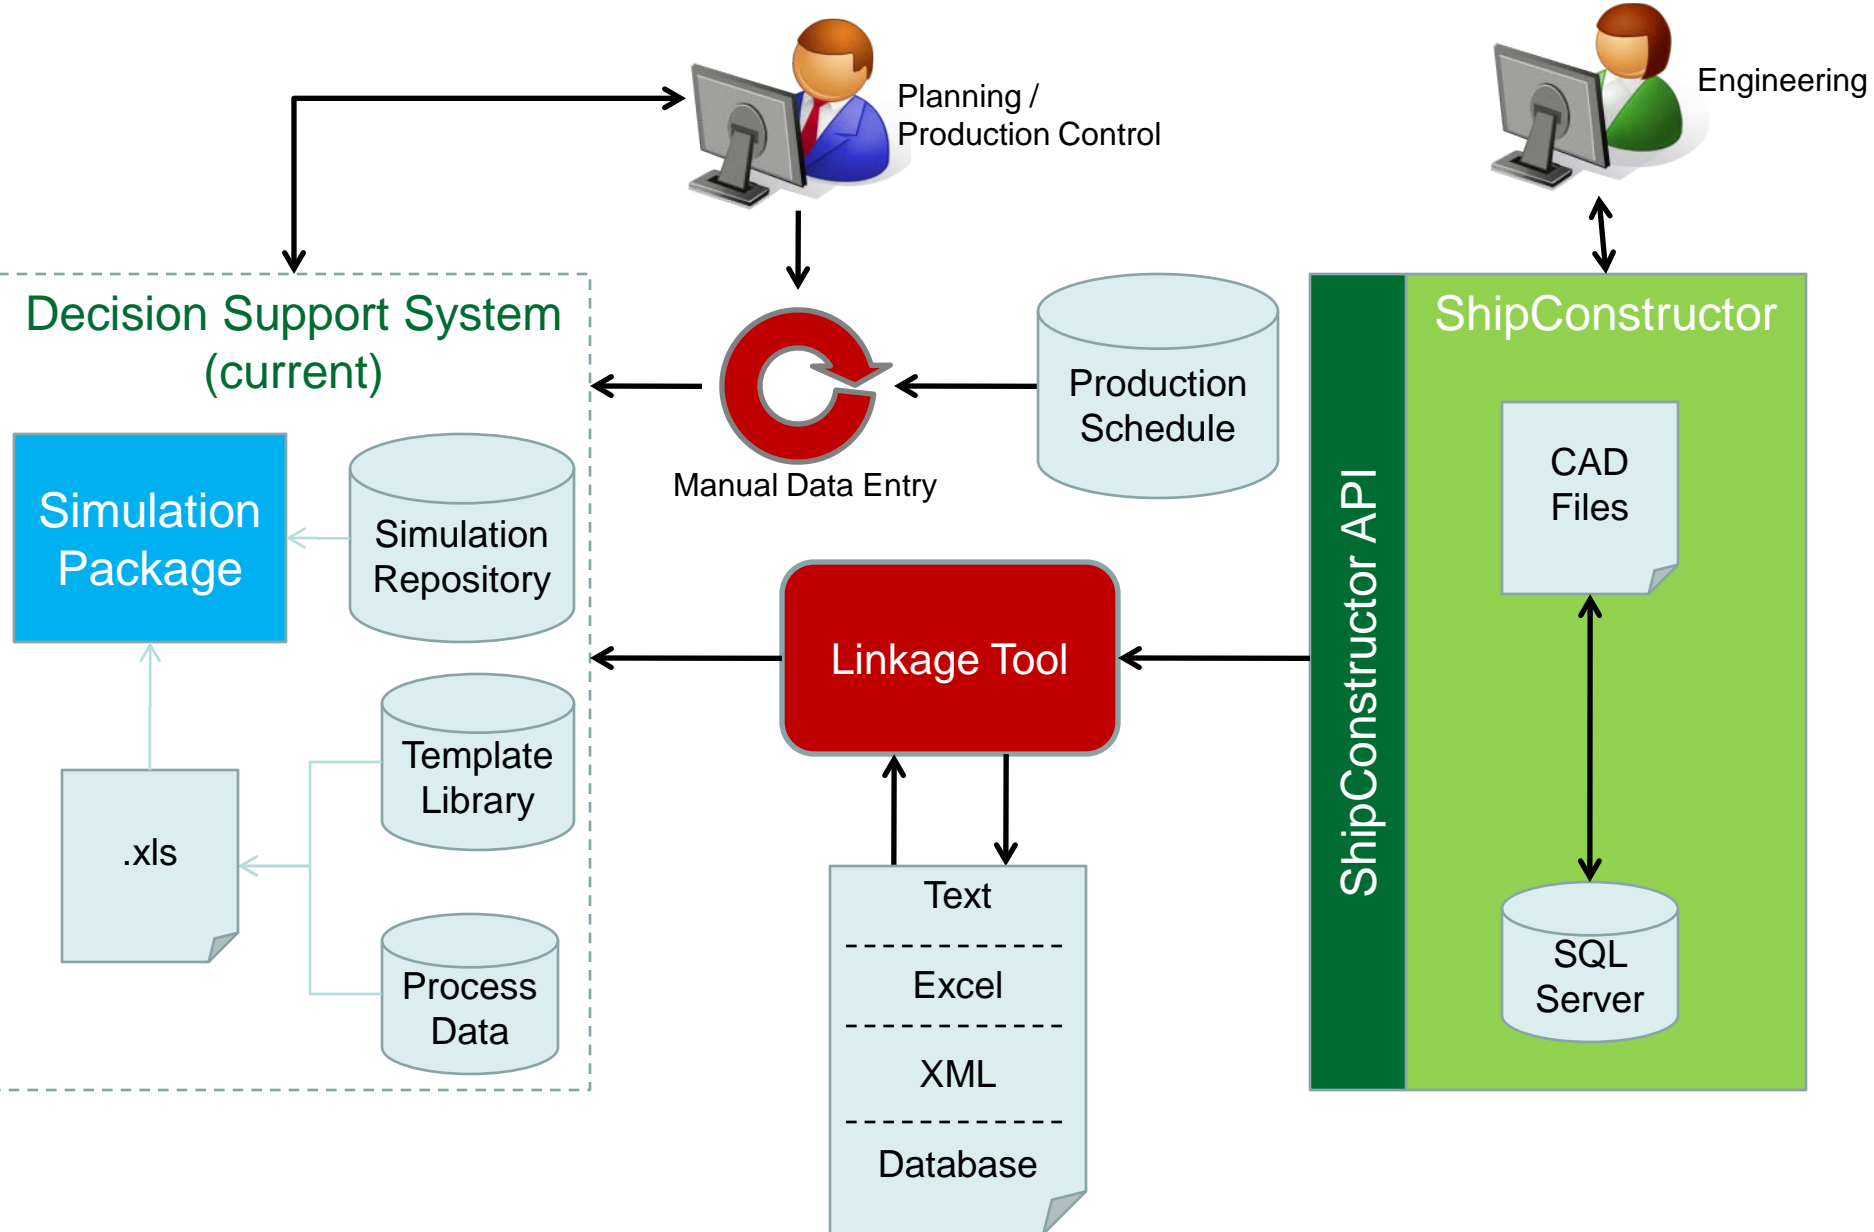 Planning /
Production Control
Engineering
Decision Support System
(current)
Simulation
Package
Simulation
Repository
Template
Library
.xls
Process
Data
Manual Data Entry
Production
Schedule
Linkage Tool
Text
Excel
XML
Database
ShipConstructor API
ShipConstructor
CAD
Files
SQL
Server